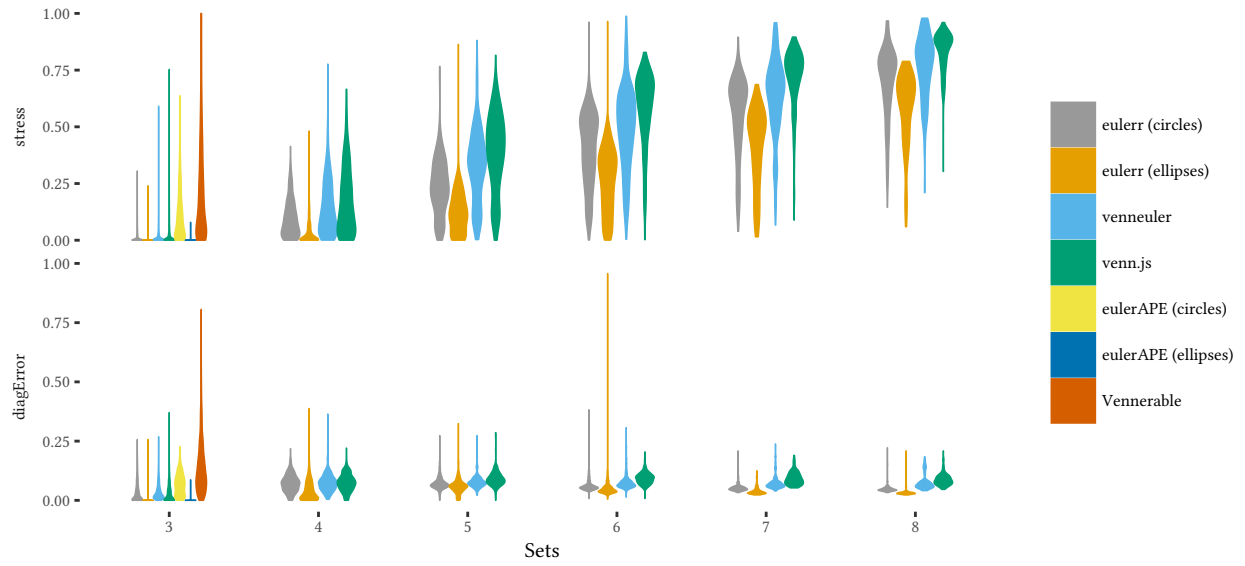 stress
1.00
0.75
0.50
0.25
0.00
diagError
1.00
0.75
0.50
0.25
0.00
3
4
5
6
7
8
Sets
eulerr (circles)
eulerr (ellipses)
venneuler
venn.js
eulerAPE (circles)
eulerAPE (ellipses)
Vennerable